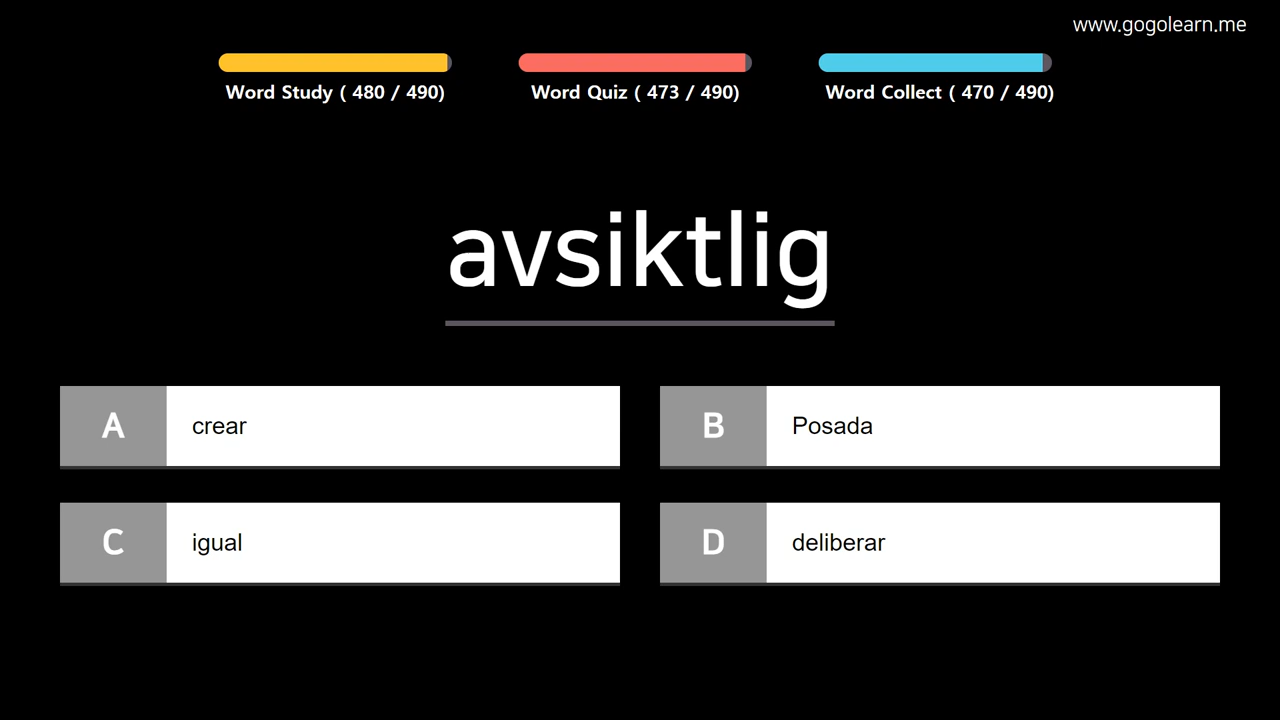 www.gogolearn.me
Word Study ( 480 / 490)
Word Quiz ( 473 / 490)
Word Collect ( 470 / 490)
avsiktlig
A crear
B Posada
C igual
D deliberar